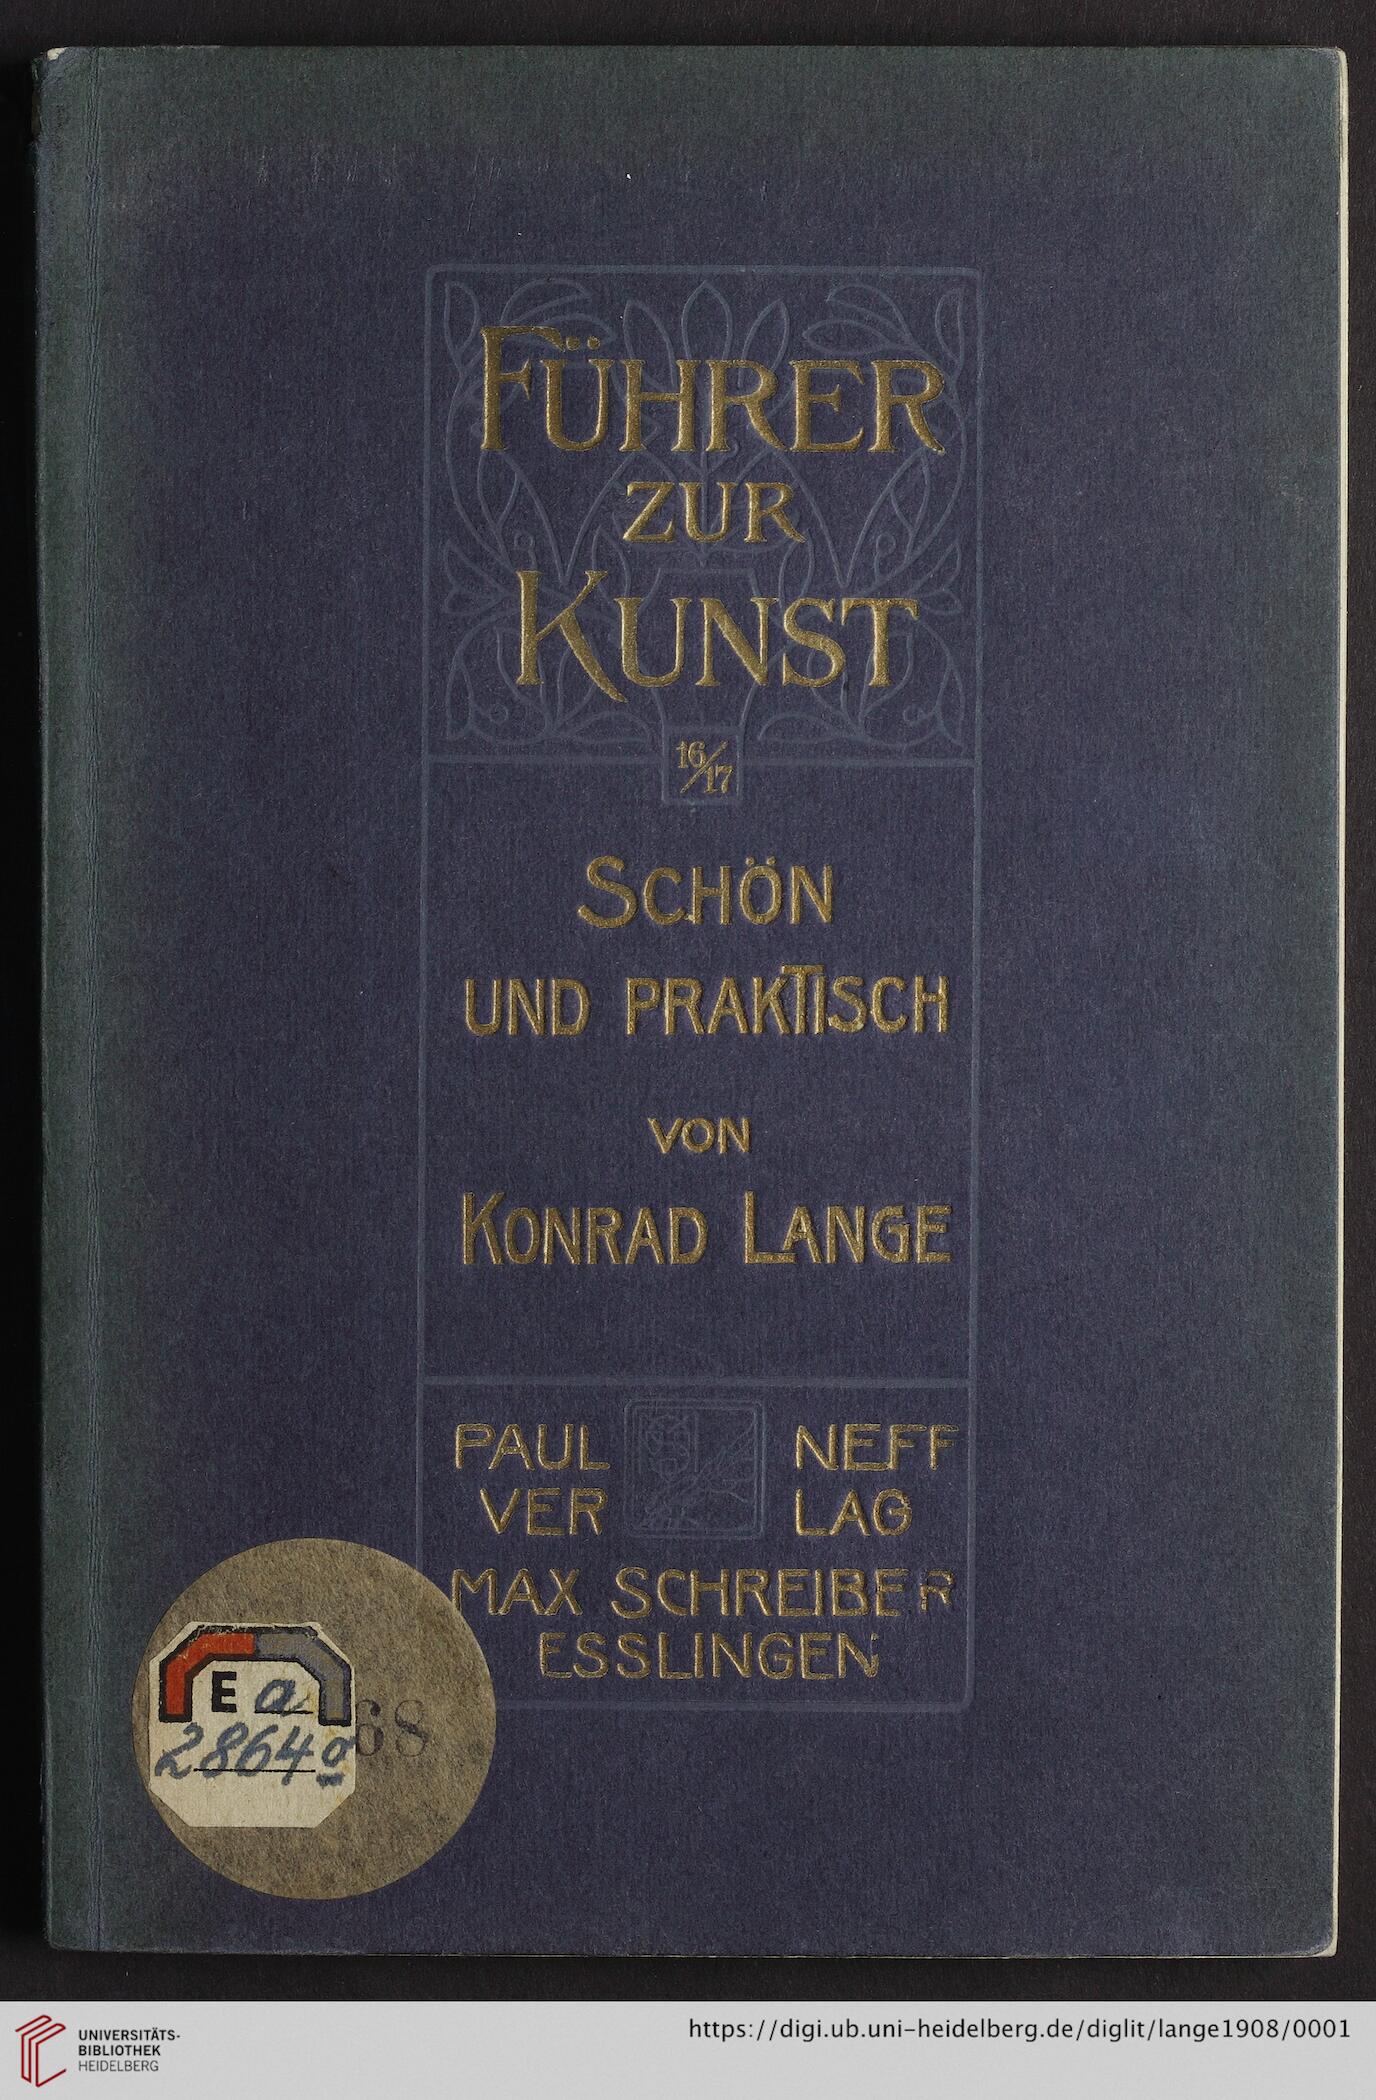 FÜHRER
ZUR
KUNST
16/17
SCHÖN
UND PRAKTISCH
VON
KONRAD LANGE
PAUL NEFF
VER LAG
MAX SCHREIBER
ESSLINGEN
E a
2864 g
68
UNIVERSITÄTS-
BIBLIOTHEK
HEIDELBERG
https://digi.ub.uni-heidelberg.de/diglit/lange1908/0001